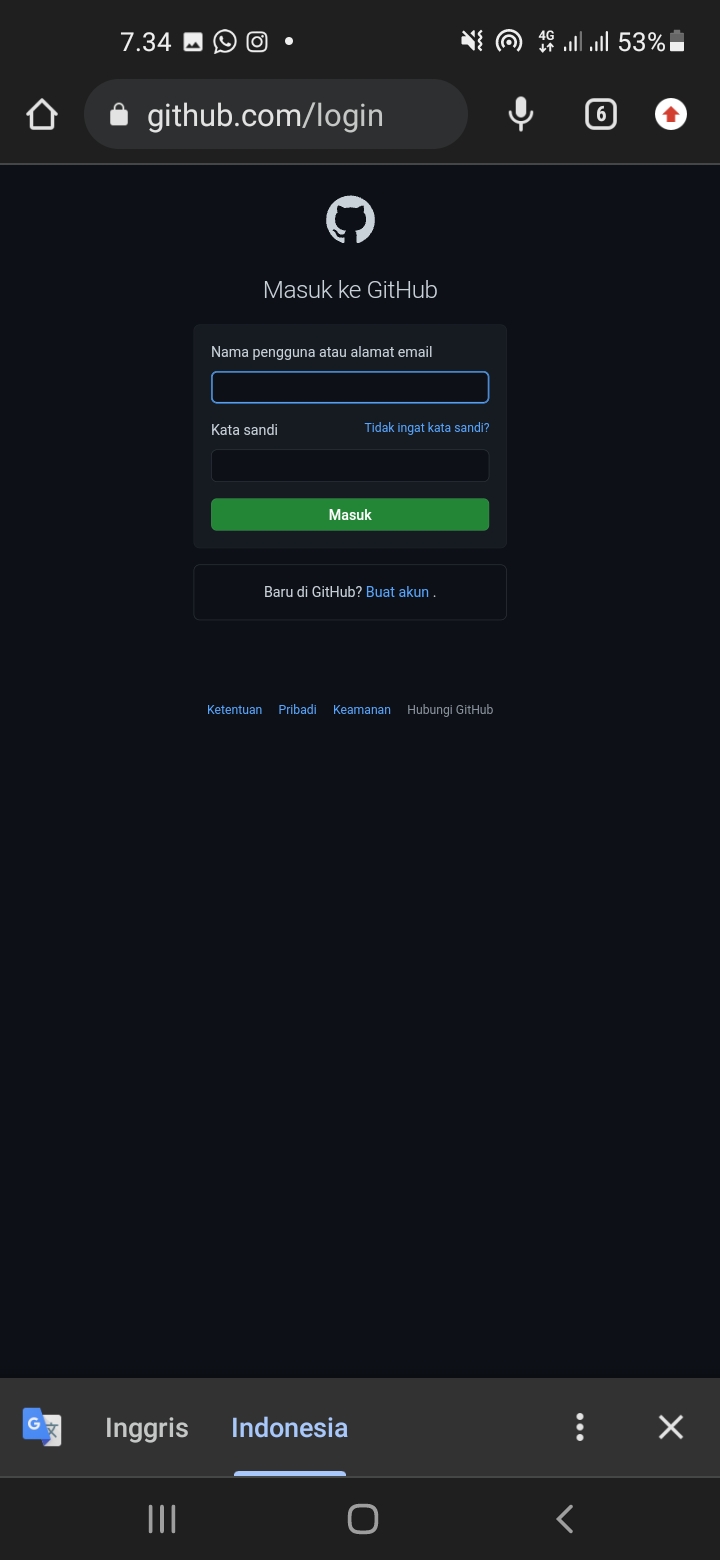 7.34 4G 53%
github.com/login 6
Masuk ke GitHub
Nama pengguna atau alamat email
Kata sandi Tidak ingat kata sandi?
Masuk
Baru di GitHub? Buat akun .
Ketentuan Pribadi Keamanan Hubungi GitHub
G 文 Inggris Indonesia